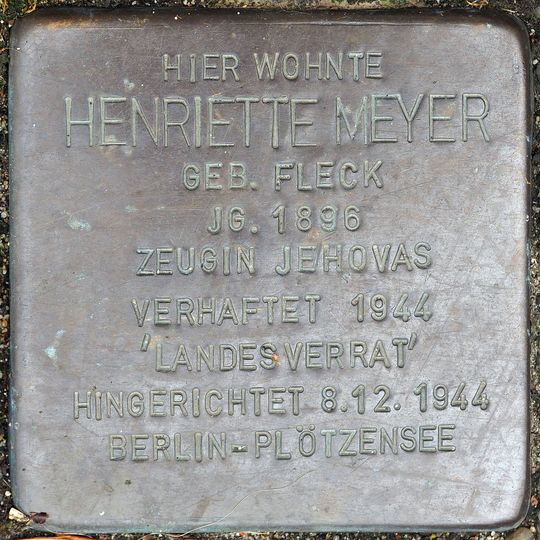 HIER WOHNTE
HENRIETTE MEYER
GEB. FLECK
JG. 1896
ZEUGIN JEHOVAS
VERHAFTET 1944
'LANDESVERRAT'
HINGERICHTET 8.12.1944
BERLIN-PLÖTZENSEE